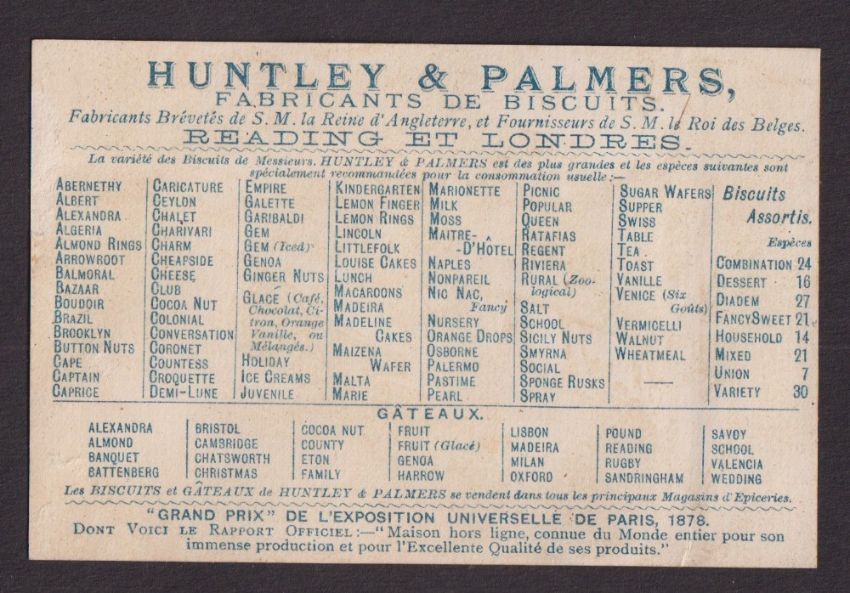 HUNTLEY & PALMERS,
FABRICANTS DE BISCUITS.
Fabricants Brévetés de S. M. la Reine d'Angleterre, et Fournisseurs de S. M. le Roi des Belges.
READING ET LONDRES.
La variété des Biscuits de Messieurs. HUNTLEY & PALMERS est des plus grandes et les espèces suivantes sont
spécialement recommandées pour la consommation usuelle:—
ABERNETHY
ALBERT
ALEXANDRA
ALGERIA
ALMOND RINGS
ARROWROOT
BALMORAL
BAZAAR
BOUDOIR
BRAZIL
BROOKLYN
BUTTON NUTS
CAPE
CAPTAIN
CAPRICE
CARICATURE
CEYLON
CHALET
CHARIVARI
CHARM
CHEAPSIDE
CHEESE
CLUB
COCOA NUT
COLONIAL
CONVERSATION
CORONET
COUNTESS
CROQUETTE
DEMI-LUNE
EMPIRE
GALETTE
GARIBALDI
GEM
GEM (Iced)
GENOA
GINGER NUTS
GLACÉ (Café,
Chocolat, Ci-
tron, Orange
Vanille, ou
Mélangés.)
HOLIDAY
ICE CREAMS
JUVENILE
KINDERGARTEN
LEMON FINGER
LEMON RINGS
LINCOLN
LITTLEFOLK
LOUISE CAKES
LUNCH
MACAROONS
MADEIRA
MADELINE
CAKES
MAIZENA
WAFER
MALTA
MARIE
MARIONETTE
MILK
MOSS
MAITRE-
-D'HÔTEL
NAPLES
NONPAREIL
NIC NAC,
Fancy
NURSERY
ORANGE DROPS
OSBORNE
PALERMO
PASTIME
PEARL
PICNIC
POPULAR
QUEEN
RATAFIAS
REGENT
RIVIERA
RURAL (Zoo-
logical)
SALT
SCHOOL
SICILY NUTS
SMYRNA
SOCIAL
SPONGE RUSKS
SPRAY
SUGAR WAFERS
SUPPER
SWISS
TABLE
TEA
TOAST
VANILLE
VENICE (Six
Goûts)
VERMICELLI
WALNUT
WHEATMEAL
Biscuits
Assortis.
Espèces
COMBINATION 24
DESSERT 16
DIADEM 27
FANCY SWEET 21
HOUSEHOLD 14
MIXED 21
UNION 7
VARIETY 30
GÂTEAUX.
ALEXANDRA
ALMOND
BANQUET
BATTENBERG
BRISTOL
CAMBRIDGE
CHATSWORTH
CHRISTMAS
COCOA NUT
COUNTY
ETON
FAMILY
FRUIT
FRUIT (Glacé)
GENOA
HARROW
LISBON
MADEIRA
MILAN
OXFORD
POUND
READING
RUGBY
SANDRINGHAM
SAVOY
SCHOOL
VALENCIA
WEDDING
Les BISCUITS et GÂTEAUX de HUNTLEY & PALMERS se vendent dans tous les principaux Magasins d'Epiceries.
"GRAND PRIX" DE L'EXPOSITION UNIVERSELLE DE PARIS, 1878.
DONT VOICI LE RAPPORT OFFICIEL:—"Maison hors ligne, connue du Monde entier pour son
immense production et pour l'Excellente Qualité de ses produits."